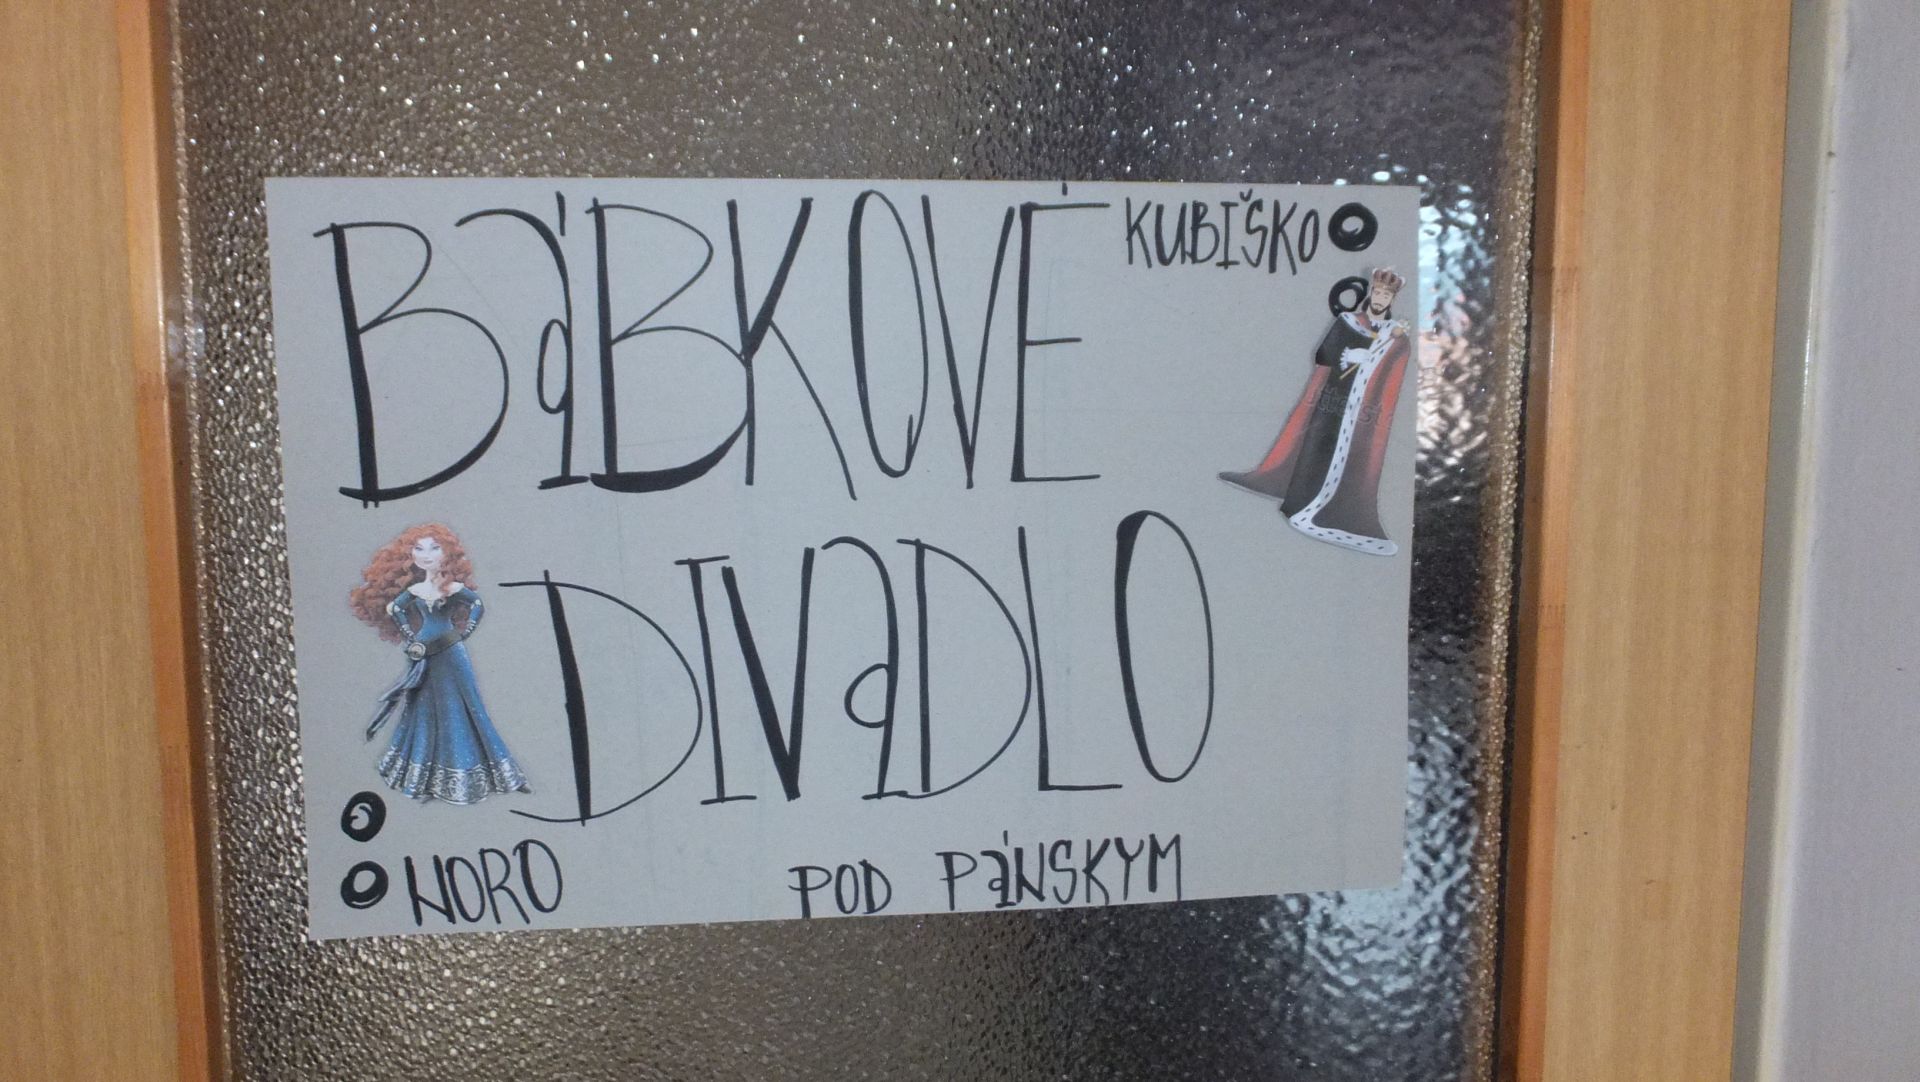 BáBKOVÉ
KUBIŠKO
DIVaDLO
NORO
POD PáNSKYM